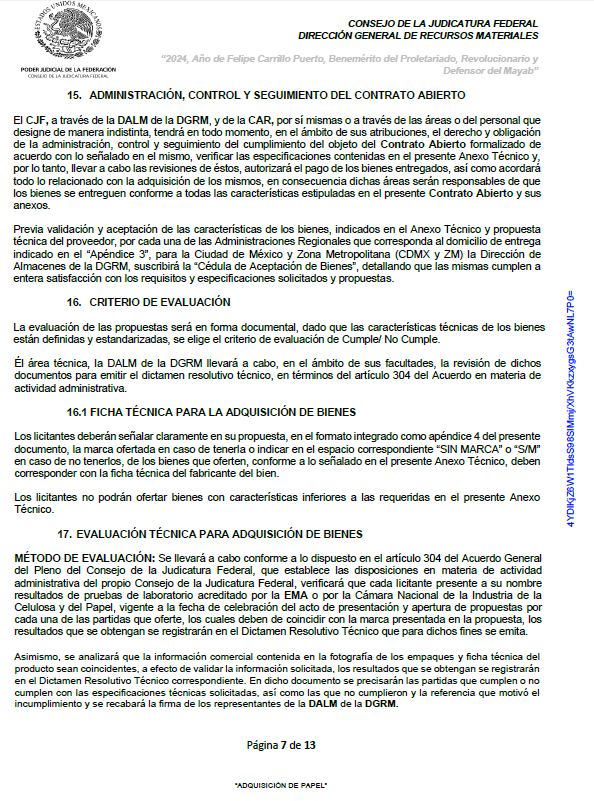 ESTADOS UNIDOS MEXICANOS
PODER JUDICIAL DE LA FEDERACIÓN
CONSEJO DE LA JUDICATURA FEDERAL
CONSEJO DE LA JUDICATURA FEDERAL
DIRECCIÓN GENERAL DE RECURSOS MATERIALES
“2024, Año de Felipe Carrillo Puerto, Benemérito del Proletariado, Revolucionario y
Defensor del Mayab”
15. ADMINISTRACIÓN, CONTROL Y SEGUIMIENTO DEL CONTRATO ABIERTO
El CJF, a través de la DALM de la DGRM, y de la CAR, por sí mismas o a través de las áreas o del personal que
designe de manera indistinta, tendrá en todo momento, en el ámbito de sus atribuciones, el derecho y obligación
de la administración, control y seguimiento del cumplimiento del objeto del Contrato Abierto formalizado de
acuerdo con lo señalado en el mismo, verificar las especificaciones contenidas en el presente Anexo Técnico y,
por lo tanto, llevar a cabo las revisiones de éstos, autorizará el pago de los bienes entregados, así como acordará
todo lo relacionado con la adquisición de los mismos, en consecuencia dichas áreas serán responsables de que
los bienes se entreguen conforme a todas las características estipuladas en el presente Contrato Abierto y sus
anexos.
Previa validación y aceptación de las características de los bienes, indicados en el Anexo Técnico y propuesta
técnica del proveedor, por cada una de las Administraciones Regionales que corresponda al domicilio de entrega
indicado en el “Apéndice 3”, para la Ciudad de México y Zona Metropolitana (CDMX y ZM) la Dirección de
Almacenes de la DGRM, suscribirá la “Cédula de Aceptación de Bienes”, detallando que las mismas cumplen a
entera satisfacción con los requisitos y especificaciones solicitados y propuestas.
16. CRITERIO DE EVALUACIÓN
La evaluación de las propuestas será en forma documental, dado que las características técnicas de los bienes
están definidas y estandarizadas, se elige el criterio de evaluación de Cumple/ No Cumple.
Él área técnica, la DALM de la DGRM llevará a cabo, en el ámbito de sus facultades, la revisión de dichos
documentos para emitir el dictamen resolutivo técnico, en términos del artículo 304 del Acuerdo en materia de
actividad administrativa.
16.1 FICHA TÉCNICA PARA LA ADQUISICIÓN DE BIENES
Los licitantes deberán señalar claramente en su propuesta, en el formato integrado como apéndice 4 del presente
documento, la marca ofertada en caso de tenerla o indicar en el espacio correspondiente “SIN MARCA” o “S/M”
en caso de no tenerlos, de los bienes que oferten, conforme a lo señalado en el presente Anexo Técnico, deben
corresponder con la ficha técnica del fabricante del bien.
Los licitantes no podrán ofertar bienes con características inferiores a las requeridas en el presente Anexo
Técnico.
17. EVALUACIÓN TÉCNICA PARA ADQUISICIÓN DE BIENES
MÉTODO DE EVALUACIÓN: Se llevará a cabo conforme a lo dispuesto en el artículo 304 del Acuerdo General
del Pleno del Consejo de la Judicatura Federal, que establece las disposiciones en materia de actividad
administrativa del propio Consejo de la Judicatura Federal, verificará que cada licitante presente a su nombre
resultados de pruebas de laboratorio acreditado por la EMA o por la Cámara Nacional de la Industria de la
Celulosa y del Papel, vigente a la fecha de celebración del acto de presentación y apertura de propuestas por
cada una de las partidas que oferte, los cuales deben de coincidir con la marca presentada en la propuesta, los
resultados que se obtengan se registrarán en el Dictamen Resolutivo Técnico que para dichos fines se emita.
Asimismo, se analizará que la información comercial contenida en la fotografía de los empaques y ficha técnica del
producto sean coincidentes, a efecto de validar la información solicitada, los resultados que se obtengan se registrarán
en el Dictamen Resolutivo Técnico correspondiente. En dicho documento se precisarán las partidas que cumplen o no
cumplen con las especificaciones técnicas solicitadas, así como las que no cumplieron y la referencia que motivó el
incumplimiento y se recabará la firma de los representantes de la DALM de la DGRM.
Página 7 de 13
"ADQUISICIÓN DE PAPEL"